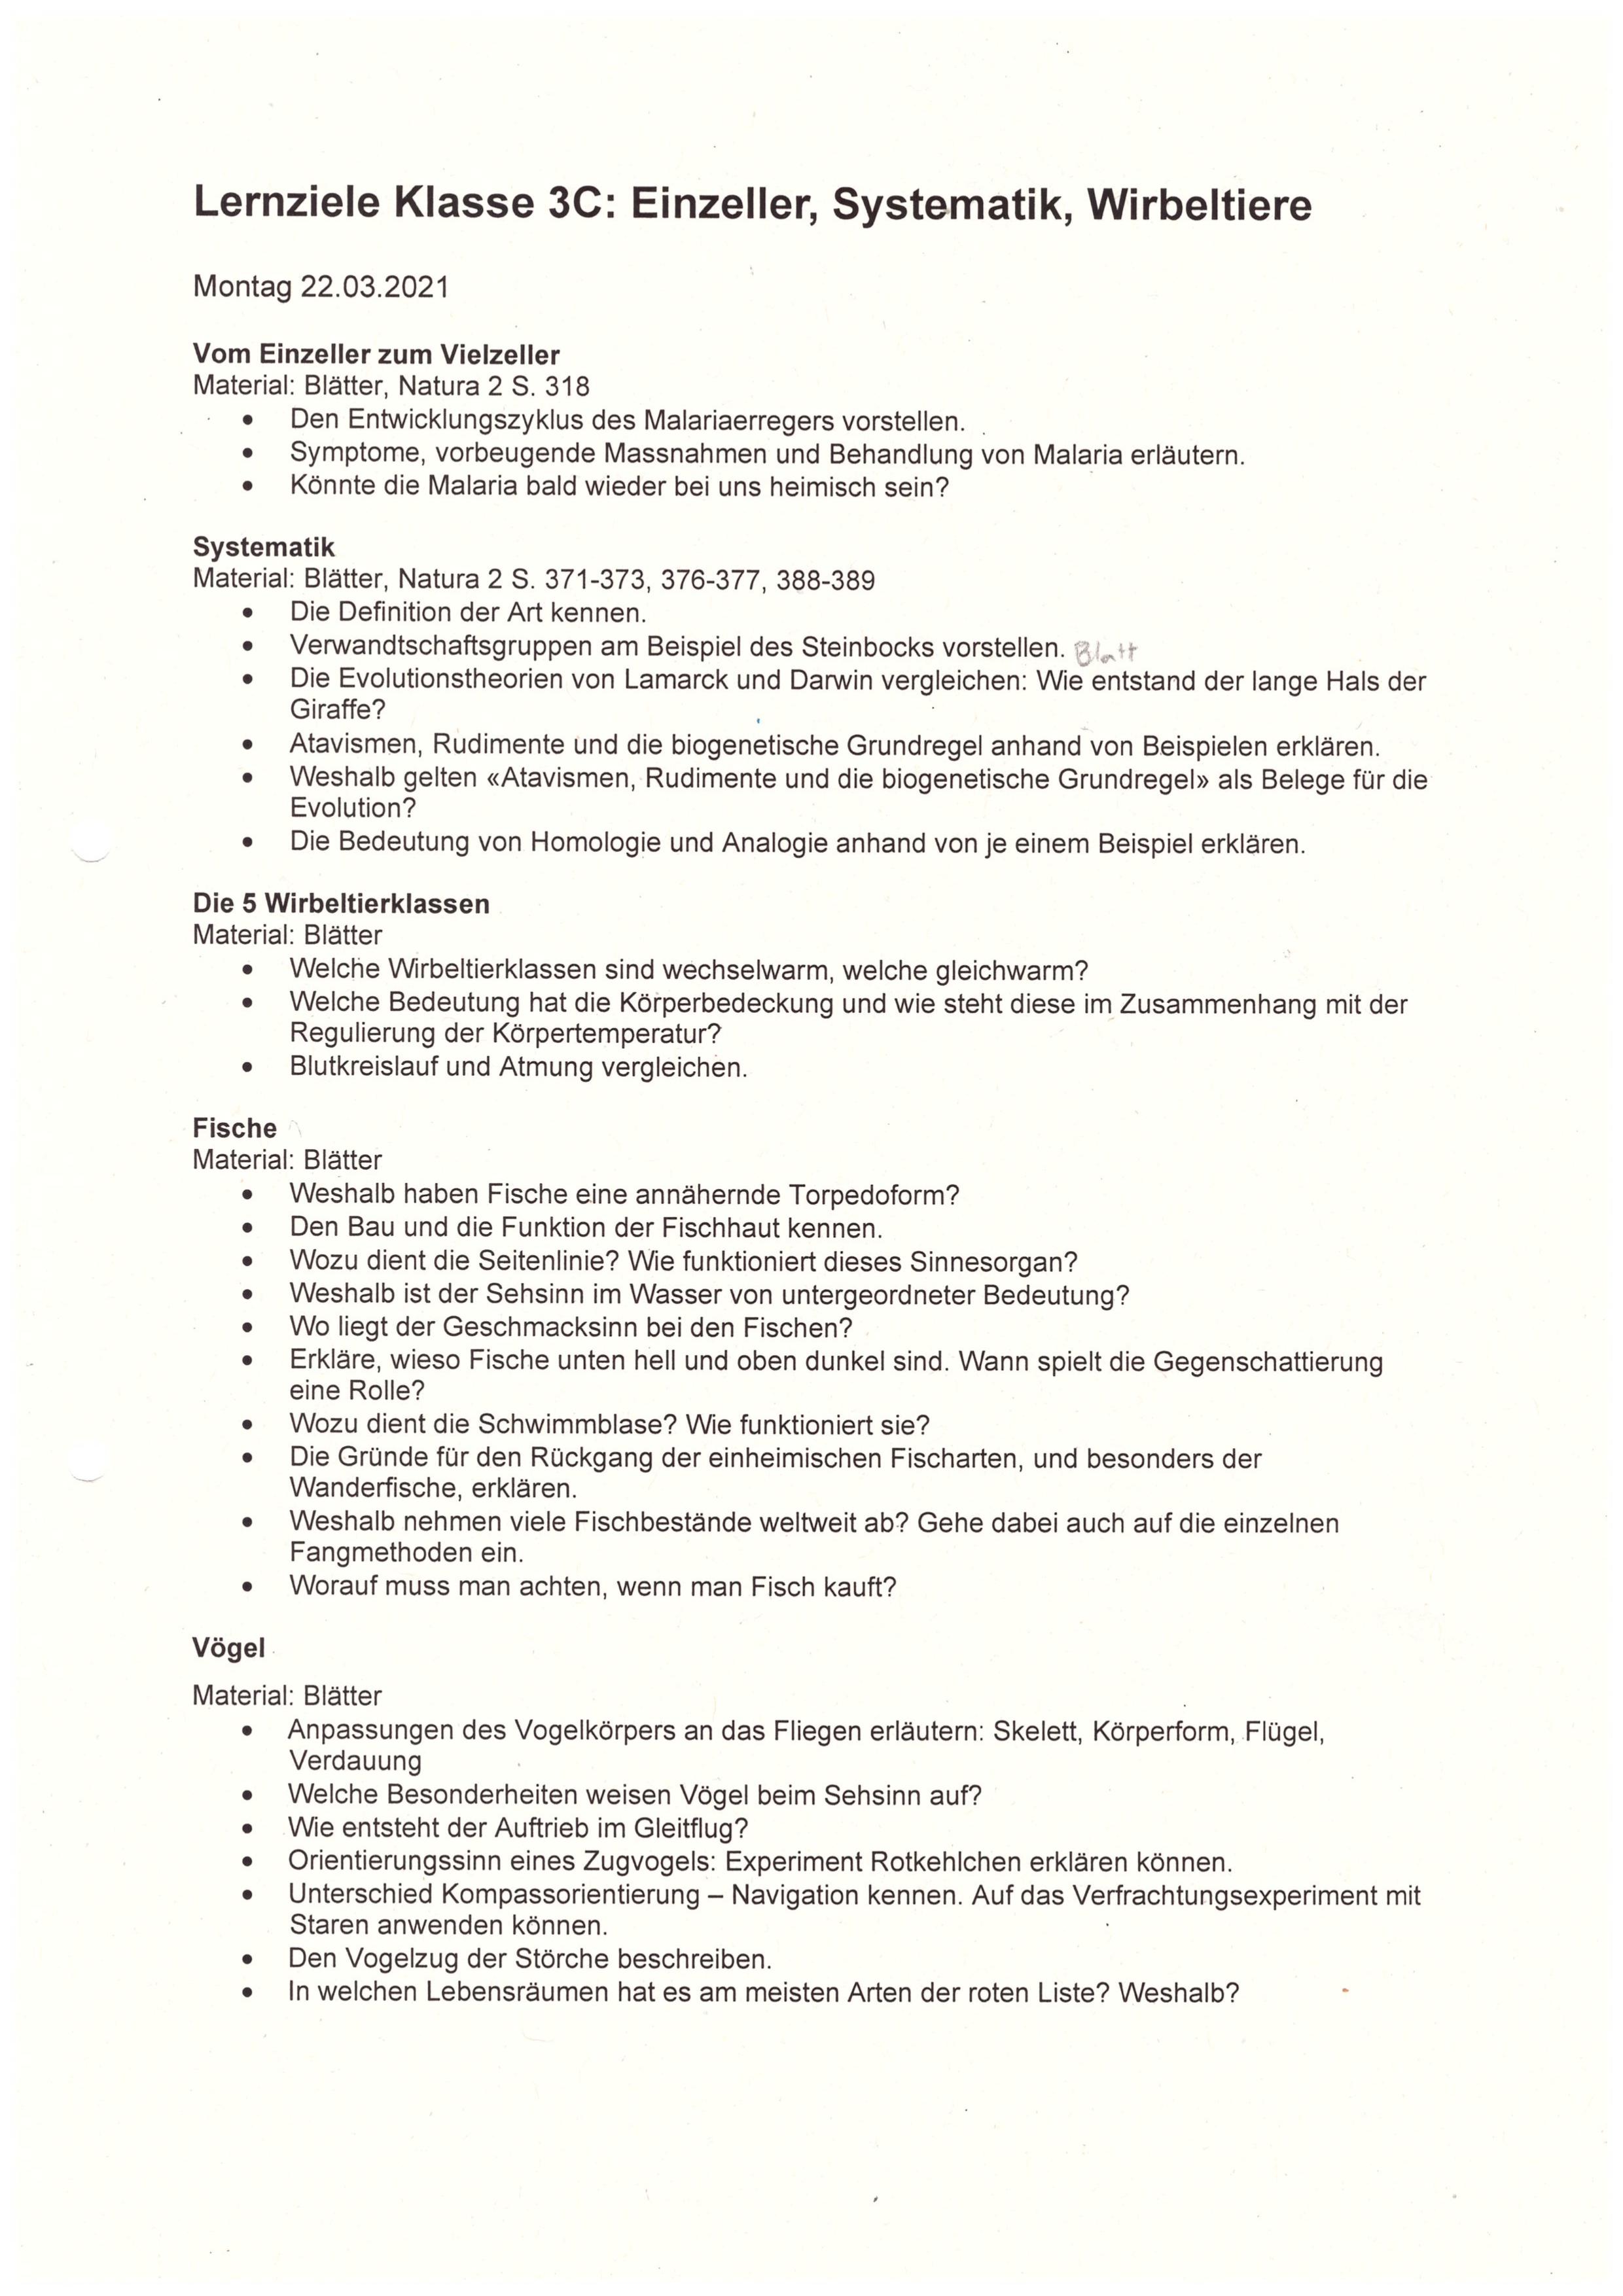 Lernziele Klasse 3C: Einzeller, Systematik, Wirbeltiere
Montag 22.03.2021
Vom Einzeller zum Vielzeller
Material: Blätter, Natura 2 S. 318
• Den Entwicklungszyklus des Malariaerregers vorstellen.
• Symptome, vorbeugende Massnahmen und Behandlung von Malaria erläutern.
• Könnte die Malaria bald wieder bei uns heimisch sein?
Systematik
Material: Blätter, Natura 2 S. 371-373, 376-377, 388-389
• Die Definition der Art kennen.
• Verwandtschaftsgruppen am Beispiel des Steinbocks vorstellen. Blatt
• Die Evolutionstheorien von Lamarck und Darwin vergleichen: Wie entstand der lange Hals der
Giraffe?
• Atavismen, Rudimente und die biogenetische Grundregel anhand von Beispielen erklären.
• Weshalb gelten «Atavismen, Rudimente und die biogenetische Grundregel» als Belege für die
Evolution?
• Die Bedeutung von Homologie und Analogie anhand von je einem Beispiel erklären.
Die 5 Wirbeltierklassen
Material: Blätter
• Welche Wirbeltierklassen sind wechselwarm, welche gleichwarm?
• Welche Bedeutung hat die Körperbedeckung und wie steht diese im Zusammenhang mit der
Regulierung der Körpertemperatur?
• Blutkreislauf und Atmung vergleichen.
Fische
Material: Blätter
• Weshalb haben Fische eine annähernde Torpedoform?
• Den Bau und die Funktion der Fischhaut kennen.
• Wozu dient die Seitenlinie? Wie funktioniert dieses Sinnesorgan?
• Weshalb ist der Sehsinn im Wasser von untergeordneter Bedeutung?
• Wo liegt der Geschmacksinn bei den Fischen?
• Erkläre, wieso Fische unten hell und oben dunkel sind. Wann spielt die Gegenschattierung
eine Rolle?
• Wozu dient die Schwimmblase? Wie funktioniert sie?
• Die Gründe für den Rückgang der einheimischen Fischarten, und besonders der
Wanderfische, erklären.
• Weshalb nehmen viele Fischbestände weltweit ab? Gehe dabei auch auf die einzelnen
Fangmethoden ein.
• Worauf muss man achten, wenn man Fisch kauft?
Vögel
Material: Blätter
• Anpassungen des Vogelkörpers an das Fliegen erläutern: Skelett, Körperform, Flügel,
Verdauung
• Welche Besonderheiten weisen Vögel beim Sehsinn auf?
• Wie entsteht der Auftrieb im Gleitflug?
• Orientierungssinn eines Zugvogels: Experiment Rotkehlchen erklären können.
• Unterschied Kompassorientierung – Navigation kennen. Auf das Verfrachtungsexperiment mit
Staren anwenden können.
• Den Vogelzug der Störche beschreiben.
• In welchen Lebensräumen hat es am meisten Arten der roten Liste? Weshalb?